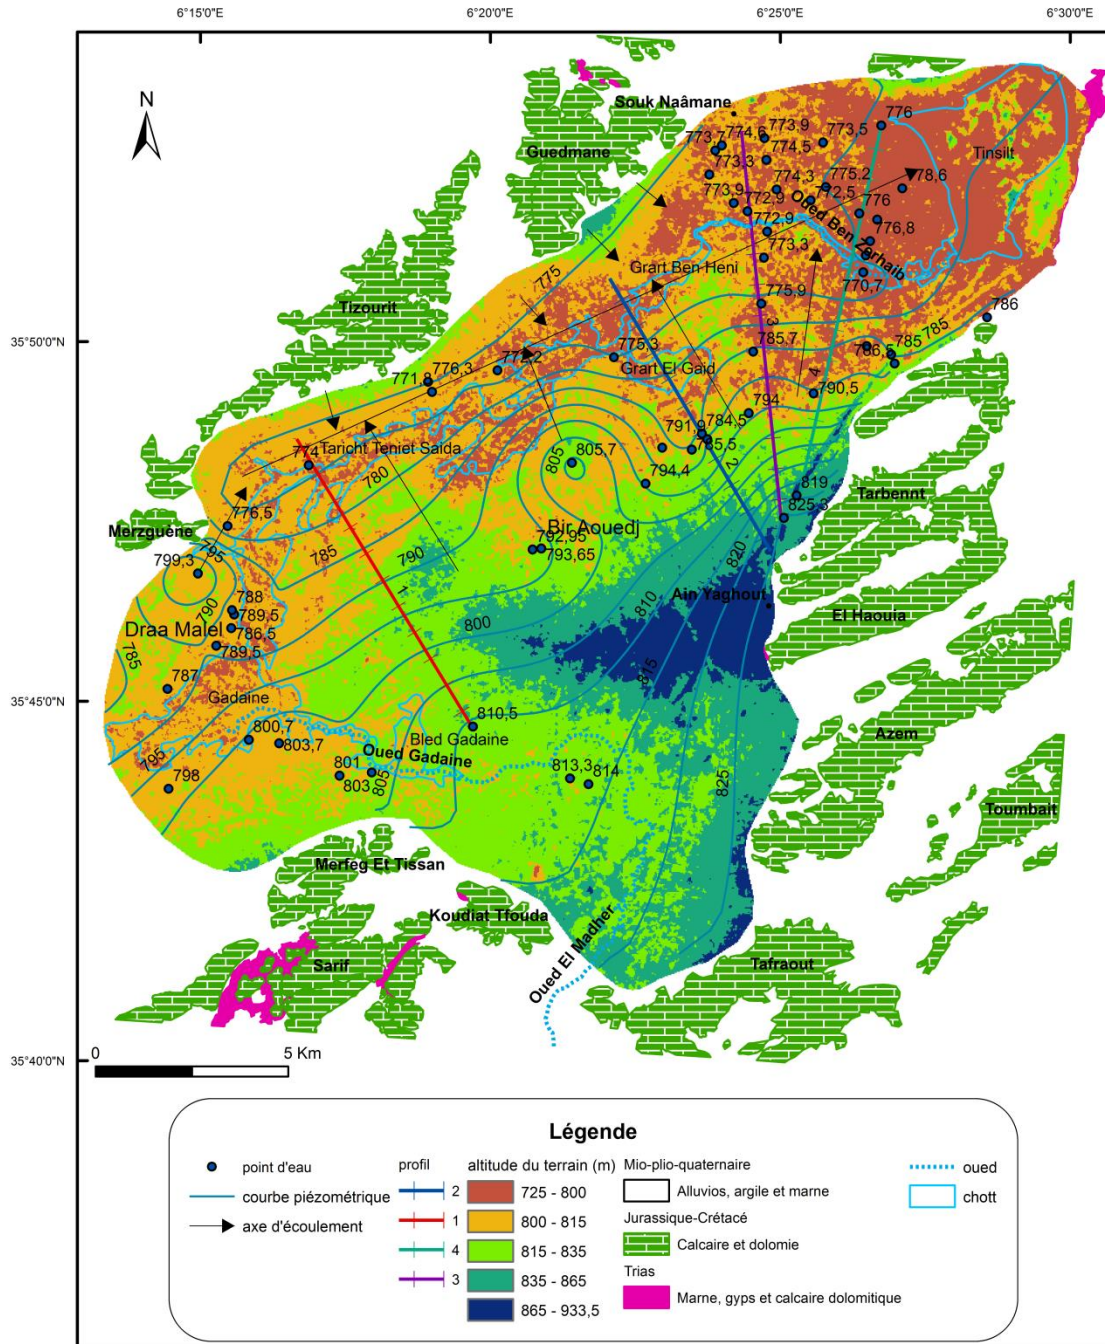 6°15'0"E
6°20'0"E
6°25'0"E
6°30'0"E
N
Souk Naâmane
773,9
776
773,7
774,6
773,5
Guedmane
774,5
Tinsilt
773.3
774.3
775.2
78,6
773,9
772,9
772,5
776
Oued Ben Zerhaib
772,9
776,8
773.3
Grart Ben Heni
775
770,7
Tizourit
775.9
786
3
35°50'0"N
775,3
785.7
785
785
772,2
786,5
776,3
Grart El Gaid
771,8
4
790,5
794
791,9
784,5
774
Taricht Teniet Saida
785,5
805
805,7
2
780
794,4
819
Tarbennt
776,5
825,3
Merzguène
Bir Aouedj
795
785
790
792,95
793,65
799,3
820
1
Ain Yaghout
790
788
810
789,5
800
El Haouia
Draa Malel
786,5
789,5
785
815
787
Gadaine
35°45'0"N
810,5
800,7
Bled Gadaine
Azem
803,7
Oued Gadaine
795
801
813,3
798
803
805
814
825
Toumbait
Merfeg Et Tissan
Koudiat Tfouda
Oued El Madher
Sarif
Tafraout
35°40'0"N
0
5 Km
Légende
point d'eau
profil
altitude du terrain (m)
Mio-plio-quaternaire
oued
courbe piézométrique
2
725 - 800
Alluvios, argile et marne
chott
axe d'écoulement
1
800 - 815
Jurassique-Crétacé
4
815 - 835
Calcaire et dolomie
3
835 - 865
Trias
865 - 933,5
Marne, gyps et calcaire dolomitique